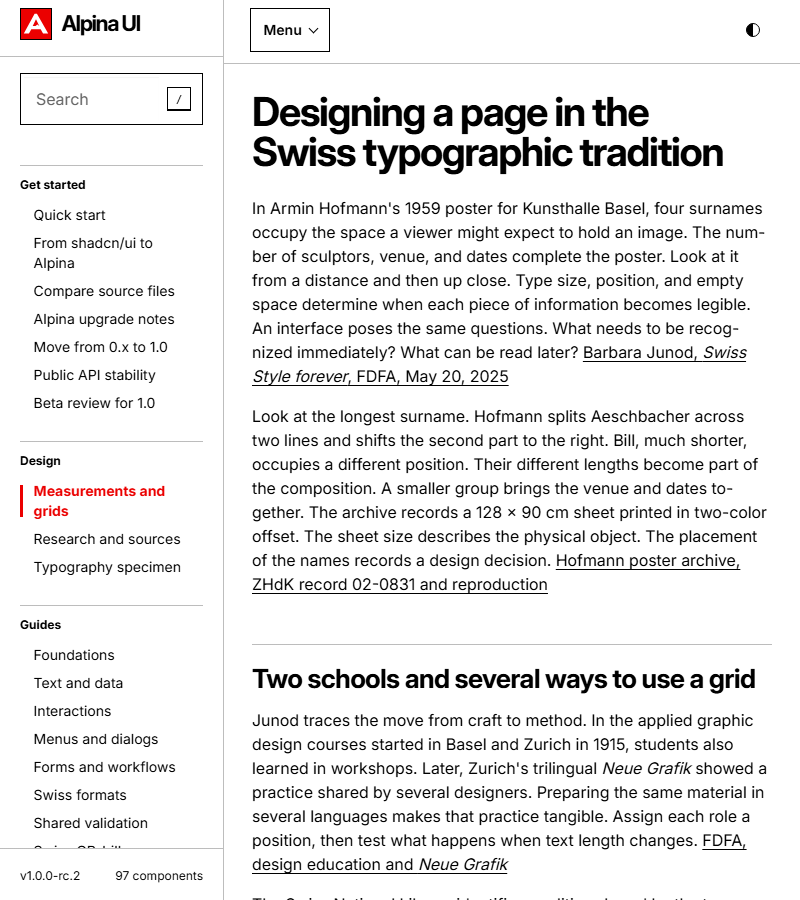 Alpina UI
Search
/
Get started
Quick start
From shadcn/ui to
Alpina
Compare source files
Alpina upgrade notes
Move from 0.x to 1.0
Public API stability
Beta review for 1.0
Design
Measurements and
grids
Research and sources
Typography specimen
Guides
Foundations
Text and data
Interactions
Menus and dialogs
Forms and workflows
Swiss formats
Shared validation
v1.0.0-rc.2
97 components
Menu
Designing a page in the
Swiss typographic tradition
In Armin Hofmann's 1959 poster for Kunsthalle Basel, four surnames
occupy the space a viewer might expect to hold an image. The num-
ber of sculptors, venue, and dates complete the poster. Look at it
from a distance and then up close. Type size, position, and empty
space determine when each piece of information becomes legible.
An interface poses the same questions. What needs to be recog-
nized immediately? What can be read later? Barbara Junod, Swiss
Style forever, FDFA, May 20, 2025
Look at the longest surname. Hofmann splits Aeschbacher across
two lines and shifts the second part to the right. Bill, much shorter,
occupies a different position. Their different lengths become part of
the composition. A smaller group brings the venue and dates to-
gether. The archive records a 128 × 90 cm sheet printed in two-color
offset. The sheet size describes the physical object. The placement
of the names records a design decision. Hofmann poster archive,
ZHdK record 02-0831 and reproduction
Two schools and several ways to use a grid
Junod traces the move from craft to method. In the applied graphic
design courses started in Basel and Zurich in 1915, students also
learned in workshops. Later, Zurich's trilingual Neue Grafik showed a
practice shared by several designers. Preparing the same material in
several languages makes that practice tangible. Assign each role a
position, then test what happens when text length changes. FDFA,
design education and Neue Grafik